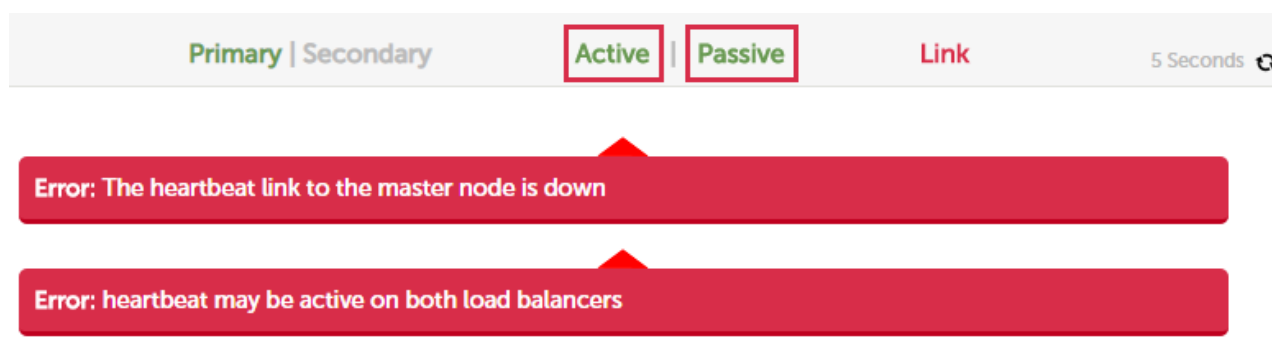 Primary | Secondary Active | Passive Link 5 Seconds
Error: The heartbeat link to the master node is down
Error: heartbeat may be active on both load balancers